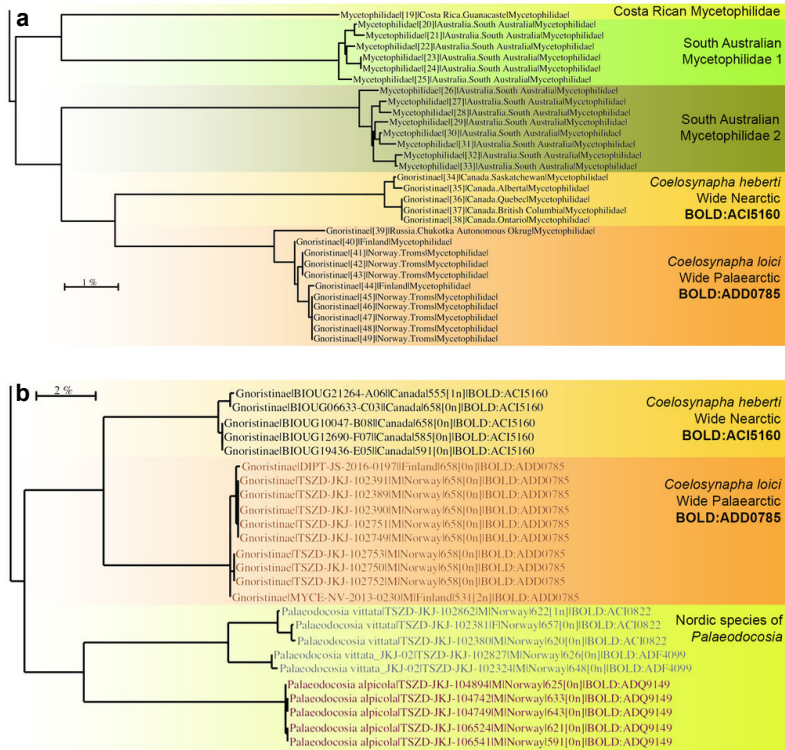 a
Mycetophilidae|[19]|Costa Rica.Guanacaste|Mycetophilidae|
Costa Rican Mycetophilidae
Mycetophilidae|[20]|Australia.South Australia|Mycetophilidae|
Mycetophilidae|[21]|Australia.South Australia|Mycetophilidae|
Mycetophilidae|[22]|Australia.South Australia|Mycetophilidae|
Mycetophilidae|[23]|Australia.South Australia|Mycetophilidae|
Mycetophilidae|[24]|Australia.South Australia|Mycetophilidae|
Mycetophilidae|[25]|Australia.South Australia|Mycetophilidae|
South Australian
Mycetophilidae 1
Mycetophilidae|[26]|Australia.South Australia|Mycetophilidae|
Mycetophilidae|[27]|Australia.South Australia|Mycetophilidae|
Mycetophilidae|[28]|Australia.South Australia|Mycetophilidae|
Mycetophilidae|[29]|Australia.South Australia|Mycetophilidae|
Mycetophilidae|[30]|Australia.South Australia|Mycetophilidae|
Mycetophilidae|[31]|Australia.South Australia|Mycetophilidae|
Mycetophilidae|[32]|Australia.South Australia|Mycetophilidae|
Mycetophilidae|[33]|Australia.South Australia|Mycetophilidae|
South Australian
Mycetophilidae 2
Gnoristinae|[34]|Canada.Saskatchewan|Mycetophilidae|
Gnoristinae|[35]|Canada.Alberta|Mycetophilidae|
Gnoristinae|[36]|Canada.Quebec|Mycetophilidae|
Gnoristinae|[37]|Canada.British Columbia|Mycetophilidae|
Gnoristinae|[38]|Canada.Ontario|Mycetophilidae|
Coelosynapha heberti
Wide Nearctic
BOLD:ACI5160
Gnoristinae|[39]|Russia.Chukotka Autonomous Okrug|Mycetophilidae|
Gnoristinae|[40]|Finland|Mycetophilidae|
Gnoristinae|[41]|Norway.Troms|Mycetophilidae|
Gnoristinae|[42]|Norway.Troms|Mycetophilidae|
Gnoristinae|[43]|Norway.Troms|Mycetophilidae|
Gnoristinae|[44]|Finland|Mycetophilidae|
Gnoristinae|[45]|Norway.Troms|Mycetophilidae|
Gnoristinae|[46]|Norway.Troms|Mycetophilidae|
Gnoristinae|[47]|Norway.Troms|Mycetophilidae|
Gnoristinae|[48]|Norway.Troms|Mycetophilidae|
Gnoristinae|[49]|Norway.Troms|Mycetophilidae|
Coelosynapha loici
Wide Palaearctic
BOLD:ADD0785
1 %
b
2 %
Gnoristinae|BIOUG21264-A06||Canada|555[1n]|BOLD:ACI5160
Gnoristinae|BIOUG06633-C03||Canada|658[0n]|BOLD:ACI5160
Gnoristinae|BIOUG10047-B08||Canada|658[0n]|BOLD:ACI5160
Gnoristinae|BIOUG12690-F07||Canada|585[0n]|BOLD:ACI5160
Gnoristinae|BIOUG19436-E05||Canada|591[0n]|BOLD:ACI5160
Coelosynapha heberti
Wide Nearctic
BOLD:ACI5160
Gnoristinae|DIPT-JS-2016-0197||Finland|658[0n]|BOLD:ADD0785
Gnoristinae|TSZD-JKJ-102391|M|Norway|658[0n]|BOLD:ADD0785
Gnoristinae|TSZD-JKJ-102389|M|Norway|658[0n]|BOLD:ADD0785
Gnoristinae|TSZD-JKJ-102390|M|Norway|658[0n]|BOLD:ADD0785
Gnoristinae|TSZD-JKJ-102751|M|Norway|658[0n]|BOLD:ADD0785
Gnoristinae|TSZD-JKJ-102749|M|Norway|658[0n]|BOLD:ADD0785
Gnoristinae|TSZD-JKJ-102753|M|Norway|658[0n]|BOLD:ADD0785
Gnoristinae|TSZD-JKJ-102750|M|Norway|658[0n]|BOLD:ADD0785
Gnoristinae|TSZD-JKJ-102752|M|Norway|658[0n]|BOLD:ADD0785
Gnoristinae|MYCE-NV-2013-0230|M|Finland|531[2n]|BOLD:ADD0785
Coelosynapha loici
Wide Palaearctic
BOLD:ADD0785
Palaeodocosia vittata|TSZD-JKJ-102862|M|Norway|622[1n]|BOLD:ACI0822
Palaeodocosia vittata|TSZD-JKJ-102381|F|Norway|657[0n]|BOLD:ACI0822
Palaeodocosia vittata|TSZD-JKJ-102380|M|Norway|620[0n]|BOLD:ACI0822
Palaeodocosia vittata_JKJ-02|TSZD-JKJ-102827|M|Norway|626[0n]|BOLD:ADF4099
Palaeodocosia vittata_JKJ-02|TSZD-JKJ-102324|M|Norway|648[0n]|BOLD:ADF4099
Palaeodocosia alpicola|TSZD-JKJ-104894|M|Norway|625[0n]|BOLD:ADQ9149
Palaeodocosia alpicola|TSZD-JKJ-104742|M|Norway|633[0n]|BOLD:ADQ9149
Palaeodocosia alpicola|TSZD-JKJ-104749|M|Norway|643[0n]|BOLD:ADQ9149
Palaeodocosia alpicola|TSZD-JKJ-106524|M|Norway|621[0n]|BOLD:ADQ9149
Palaeodocosia alpicola|TSZD-JKJ-106541|M|Norway|591[0n]|BOLD:ADQ9149
Nordic species of
Palaeodocosia